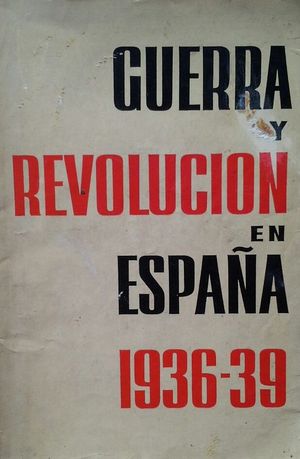 GUERRA
Y
REVOLUCION
EN
ESPAÑA
1936-39